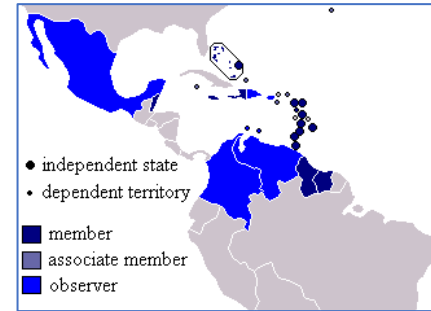 independent state
dependent territory
member
associate member
observer